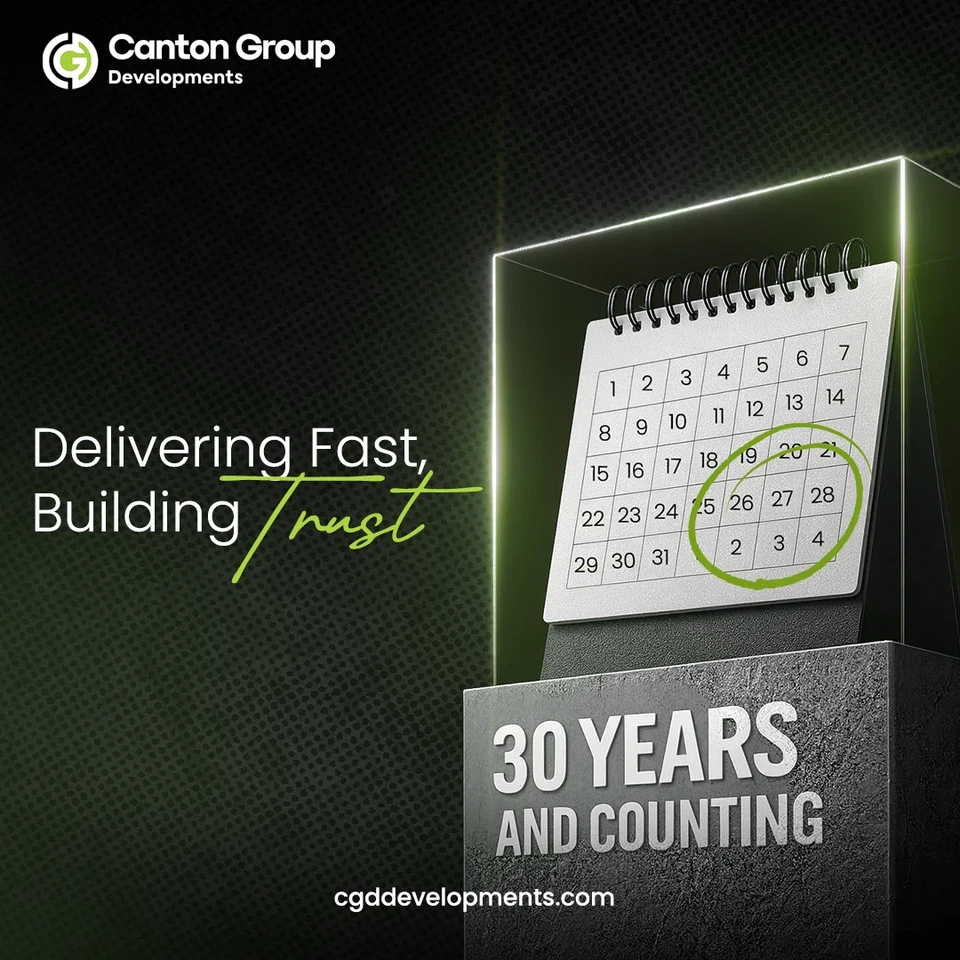 Canton Group
Developments
Delivering Fast,
Building Trust
1 2 3 4 5 6 7
8 9 10 11 12 13 14
15 16 17 18 19 20 21
22 23 24 25 26 27 28
29 30 31 2 3 4
30 YEARS
AND COUNTING
cgddevelopments.com